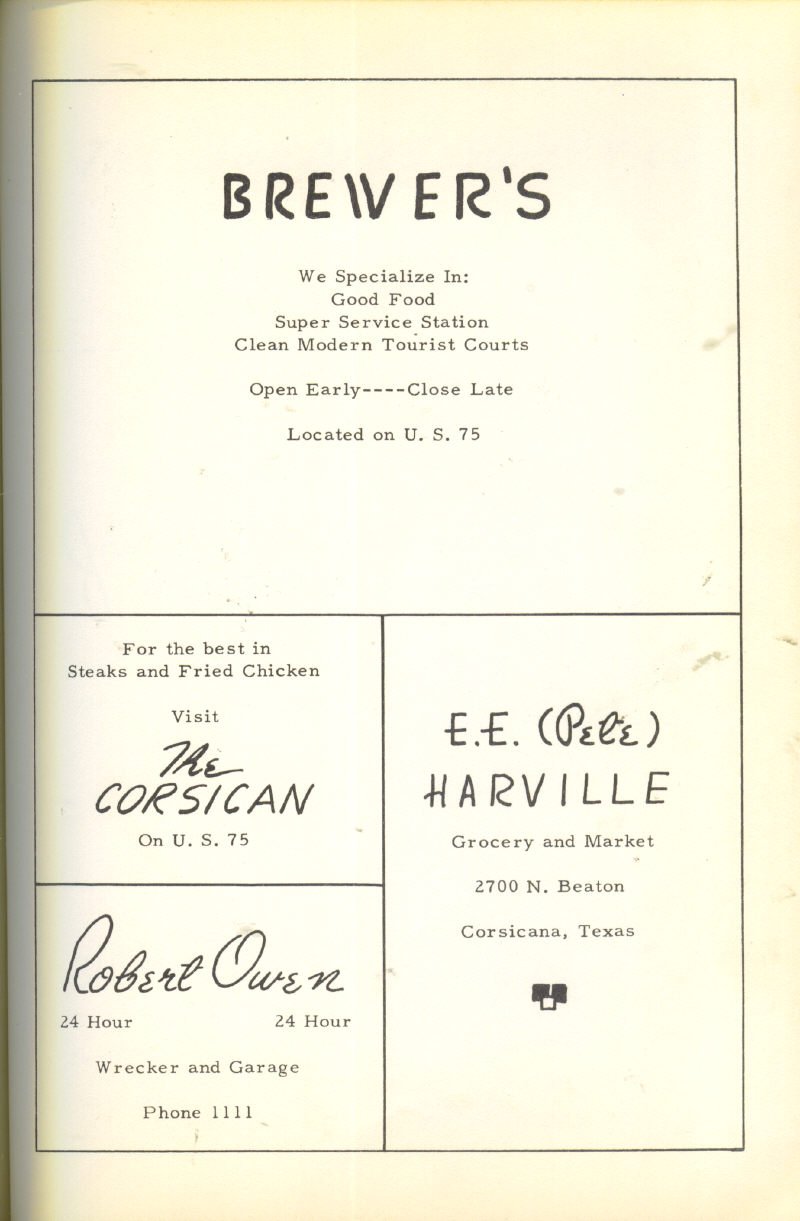 BREWER'S
We Specialize In:
Good Food
Super Service Station
Clean Modern Tourist Courts
Open Early----Close Late
Located on U. S. 75
For the best in
Steaks and Fried Chicken
Visit
The
CORSICAN
On U. S. 75
Robert Owen
24 Hour 24 Hour
Wrecker and Garage
Phone 1111
E.E. (Pete)
HARVILLE
Grocery and Market
2700 N. Beaton
Corsicana, Texas